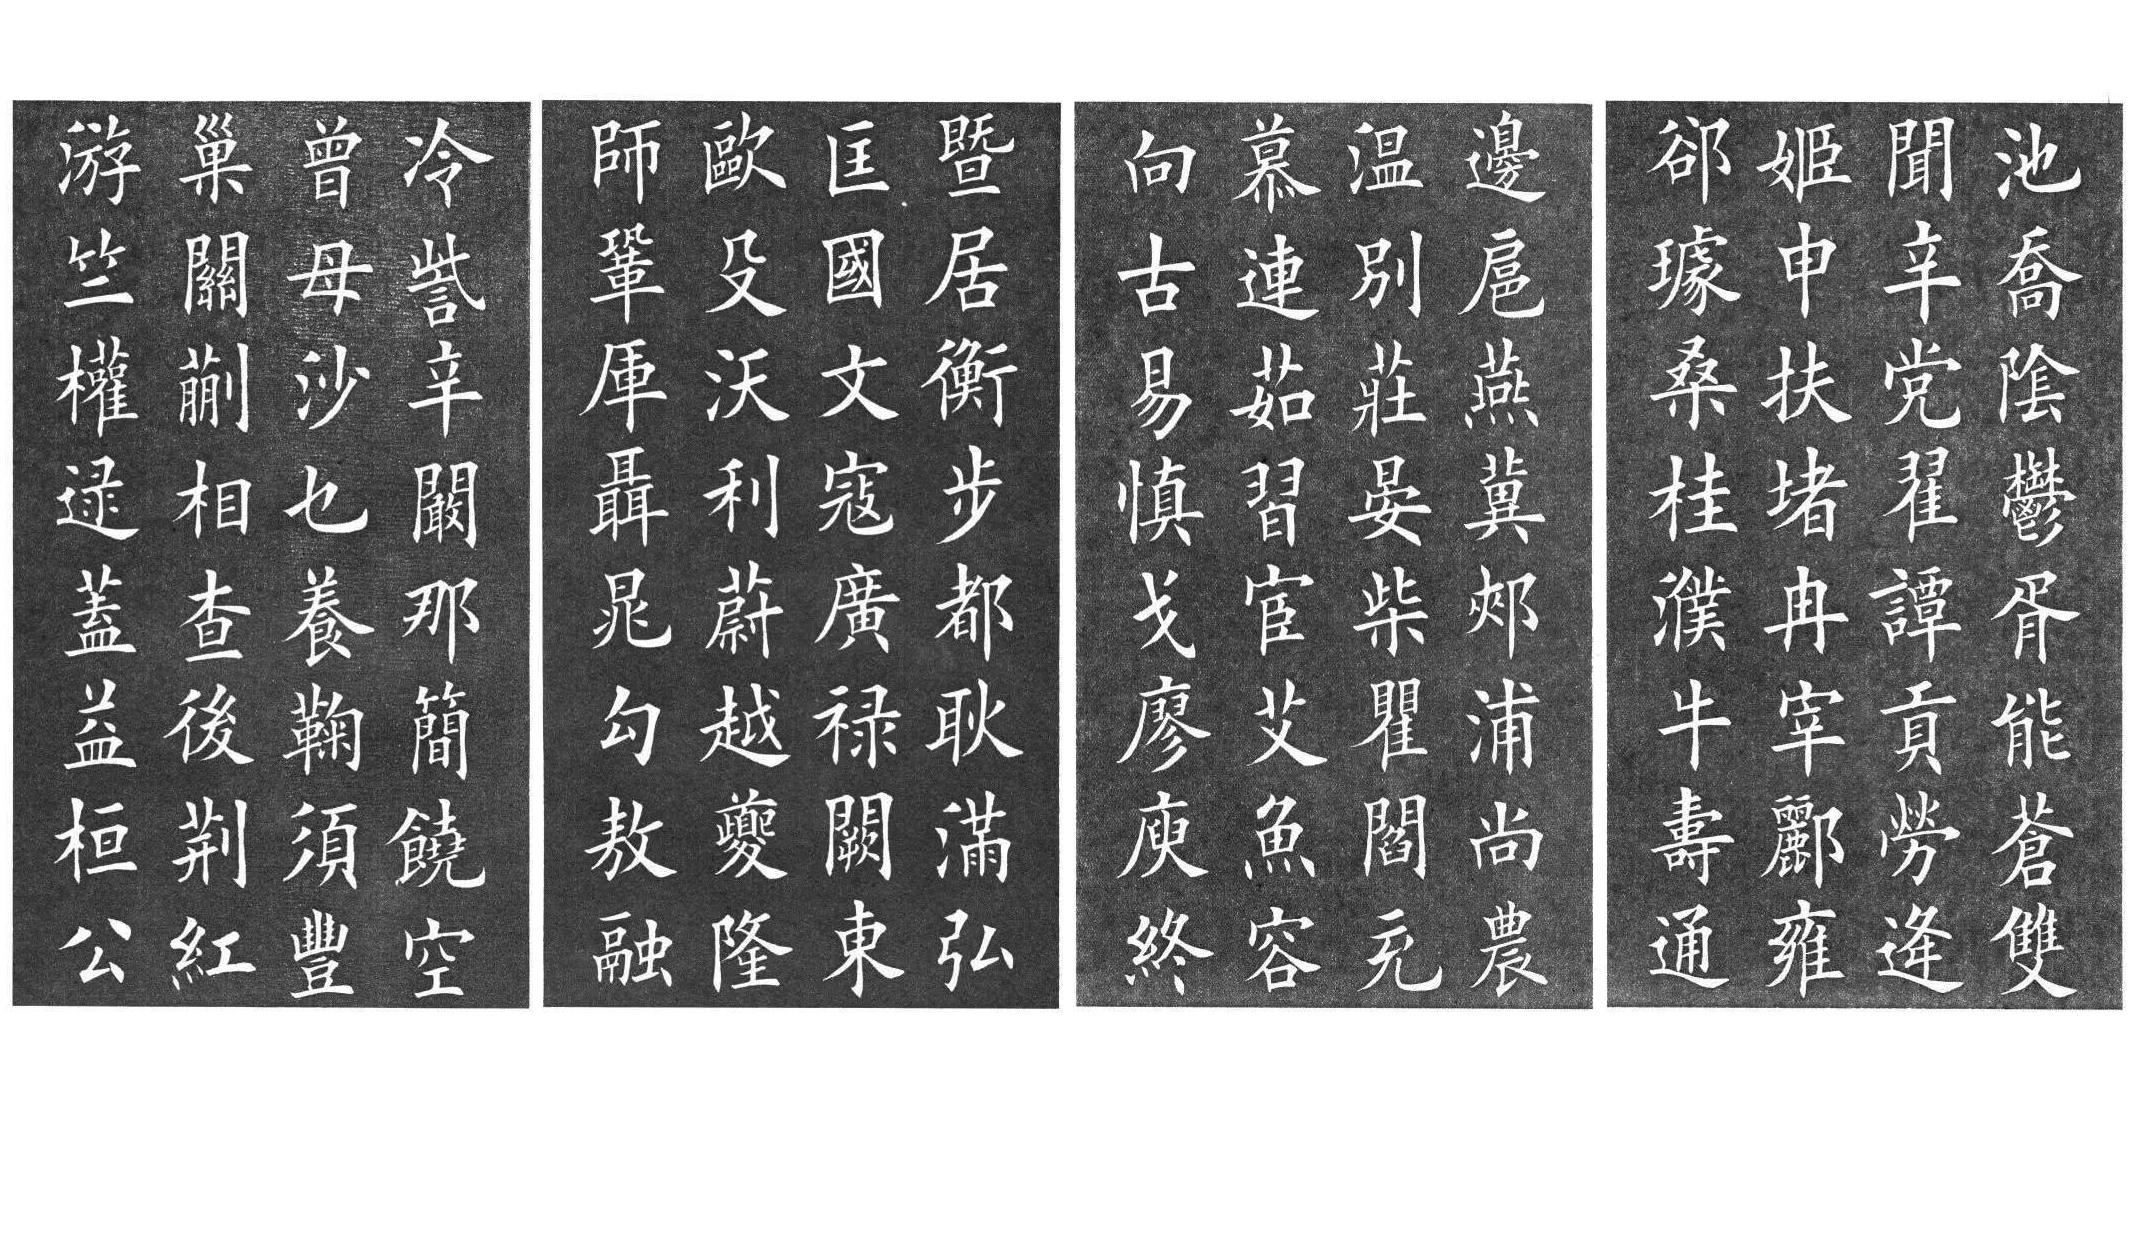 池喬陰鬱胥能蒼雙
聞辛党翟譚貢勞逄
姬申扶堵冉宰酈雍
郤璩桑桂濮牛壽通
邊扈燕冀郟浦尚農
温別莊晏柴瞿閻充
慕連茹習宦艾魚容
向古易慎戈廖庾終
暨居衡步都耿滿弘
匡國文寇廣禄闕東
歐殳沃利蔚越夔隆
師鞏厙聶晁勾敖融
冷訾辛闞那簡饒空
曾母沙乜養鞠須豐
巢關蒯相查後荆紅
游竺權逯蓋益桓公